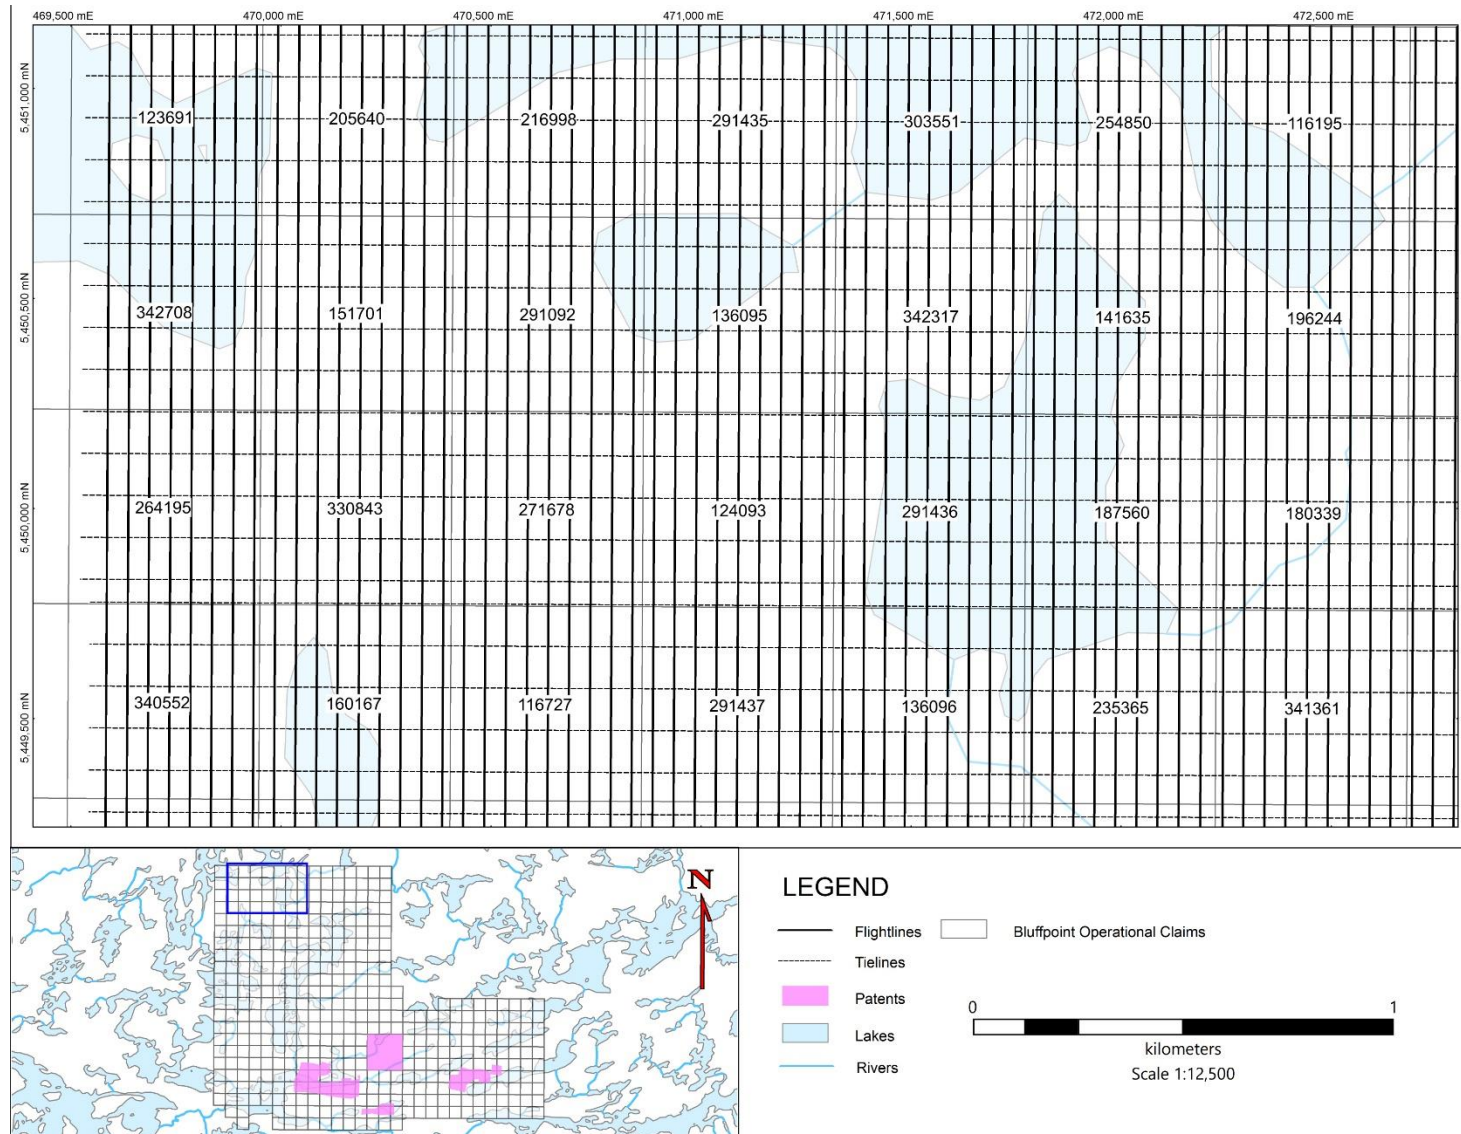 469,500 mE 470,000 mE 470,500 mE 471,000 mE 471,500 mE 472,000 mE 472,500 mE
5,451,000 mN
123691 205640 216998 291435 303551 254850 116195
5,450,500 mN
342708 151701 291092 136095 342317 141635 196244
5,450,000 mN
264195 330843 271678 124093 291436 187560 180339
5,449,500 mN
340552 160167 116727 291437 136096 235365 341361
N
LEGEND
Flightlines Bluffpoint Operational Claims
Tielines
Patents
Lakes
Rivers
0 1
kilometers
Scale 1:12,500